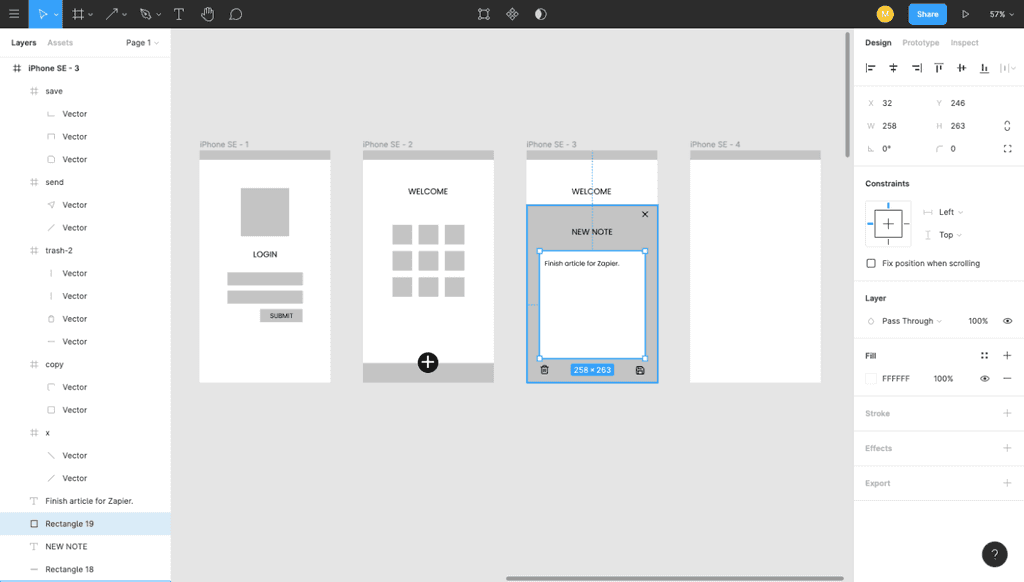 M
Share
57%
Layers
Assets
Page 1
Design
Prototype
Inspect
iPhone SE - 3
save
Vector
Vector
Vector
send
Vector
Vector
trash-2
Vector
Vector
Vector
Vector
copy
Vector
Vector
x
Vector
Vector
Finish article for Zapier.
Rectangle 19
NEW NOTE
Rectangle 18
iPhone SE - 1
LOGIN
SUBMIT
iPhone SE - 2
WELCOME
iPhone SE - 3
WELCOME
NEW NOTE
Finish article for Zapier.
258 × 263
iPhone SE - 4
X 32 Y 246
W 258 H 263
0° 0
Constraints
Left
Top
Fix position when scrolling
Layer
Pass Through 100%
Fill
FFFFFF 100%
Stroke
Effects
Export
?